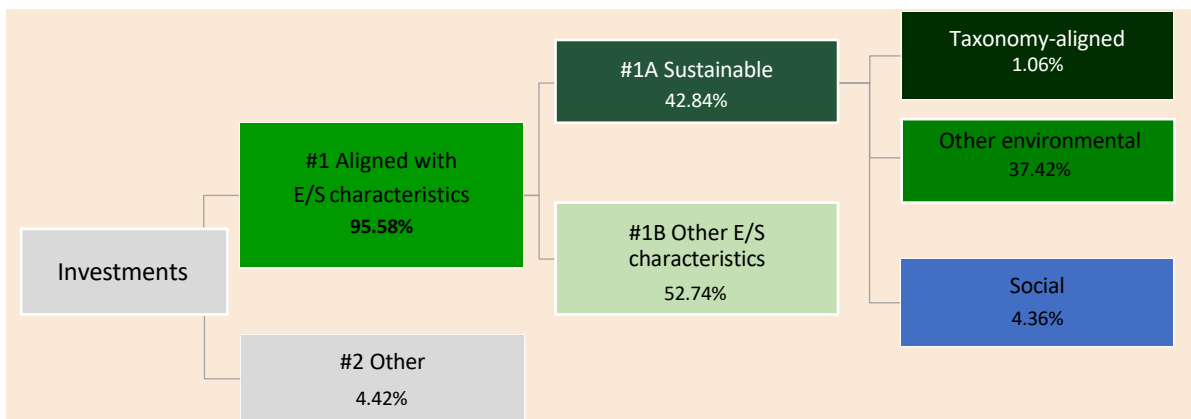 Investments
#1 Aligned with
E/S characteristics
95.58%
#2 Other
4.42%
#1A Sustainable
42.84%
#1B Other E/S
characteristics
52.74%
Taxonomy-aligned
1.06%
Other environmental
37.42%
Social
4.36%